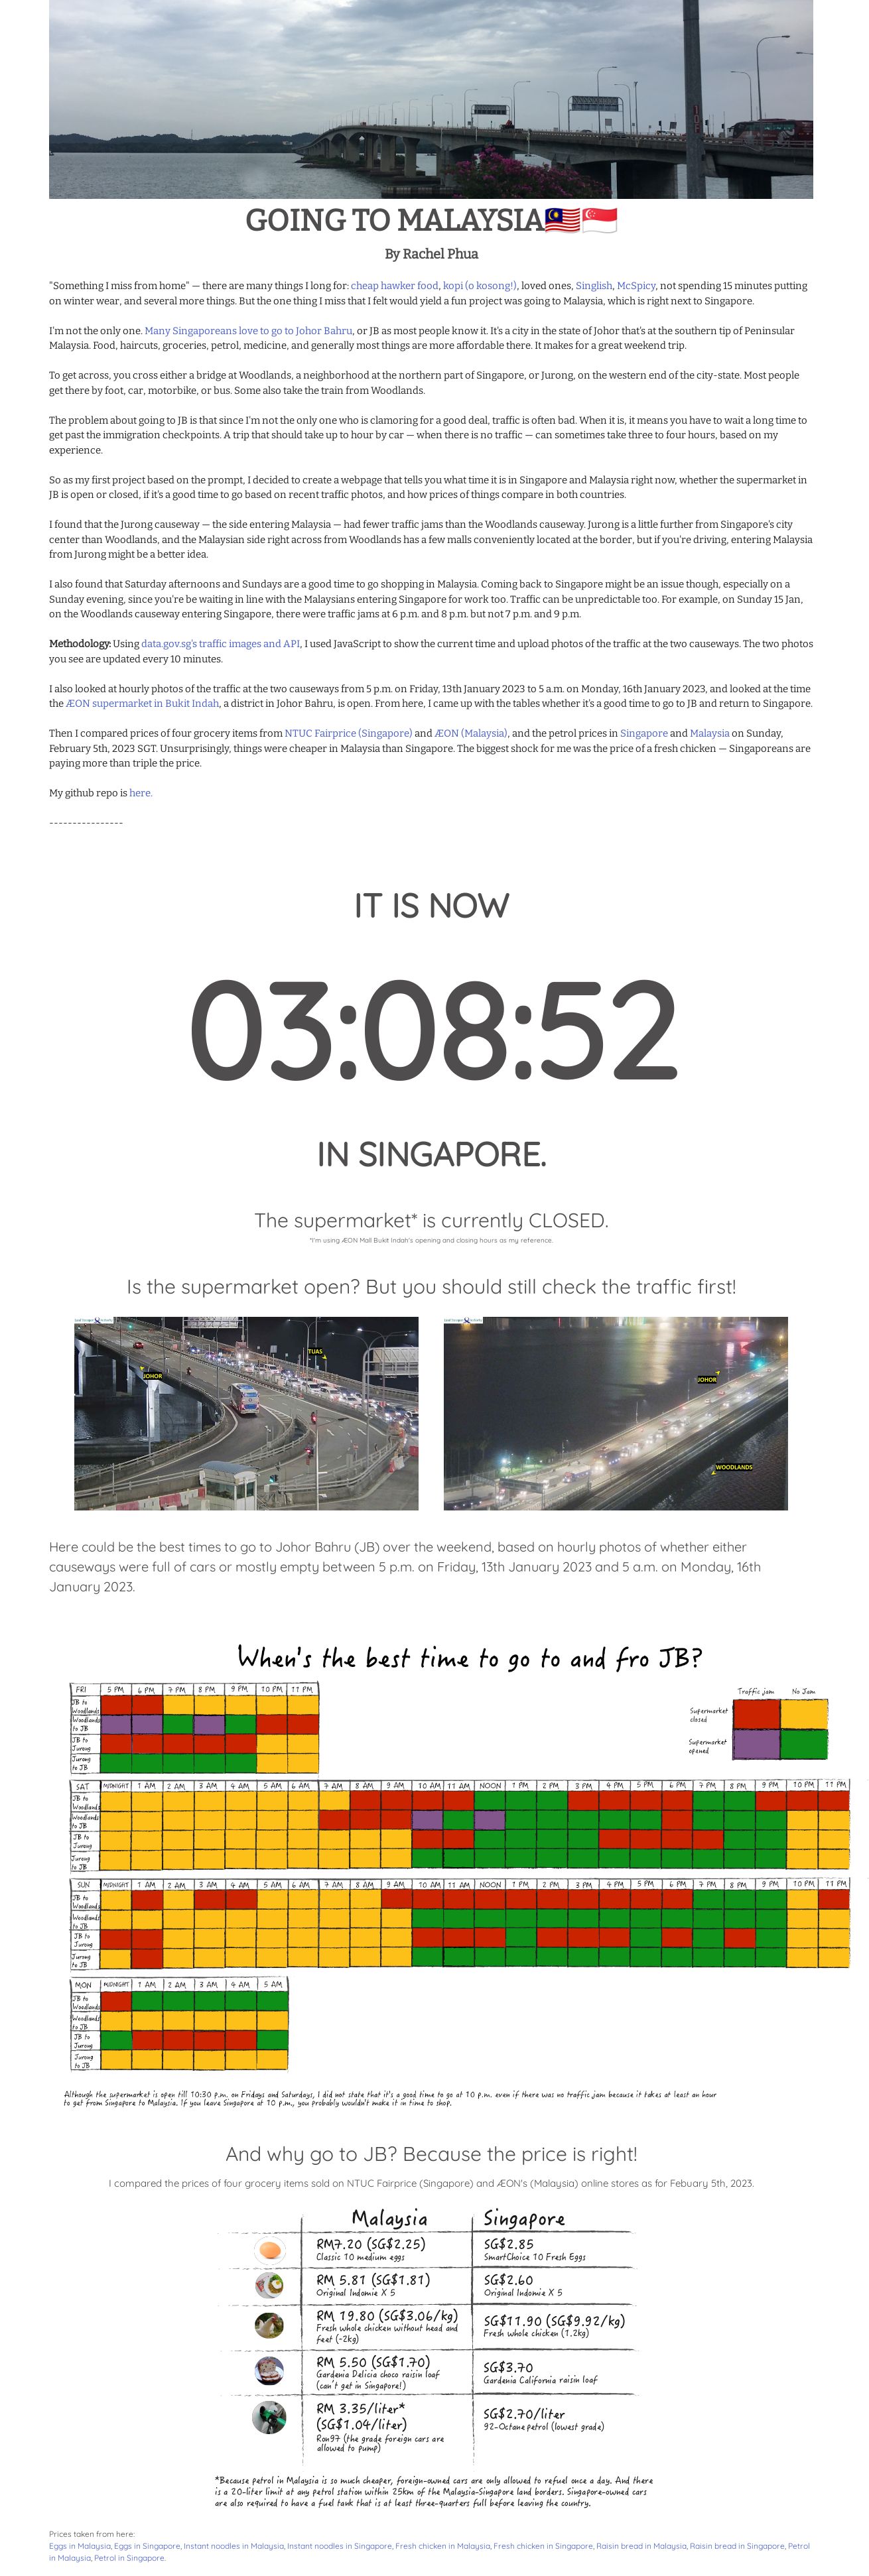 GOING TO MALAYSIA🇲🇾🇸🇬
By Rachel Phua
"Something I miss from home" — there are many things I long for: cheap hawker food, kopi (o kosong!), loved ones, Singlish, McSpicy, not spending 15 minutes putting
on winter wear, and several more things. But the one thing I miss that I felt would yield a fun project was going to Malaysia, which is right next to Singapore.
I'm not the only one. Many Singaporeans love to go to Johor Bahru, or JB as most people know it. It's a city in the state of Johor that's at the southern tip of Peninsular
Malaysia. Food, haircuts, groceries, petrol, medicine, and generally most things are more affordable there. It makes for a great weekend trip.
To get across, you cross either a bridge at Woodlands, a neighborhood at the northern part of Singapore, or Jurong, on the western end of the city-state. Most people
get there by foot, car, motorbike, or bus. Some also take the train from Woodlands.
The problem about going to JB is that since I'm not the only one who is clamoring for a good deal, traffic is often bad. When it is, it means you have to wait a long time to
get past the immigration checkpoints. A trip that should take up to hour by car — when there is no traffic — can sometimes take three to four hours, based on my
experience.
So as my first project based on the prompt, I decided to create a webpage that tells you what time it is in Singapore and Malaysia right now, whether the supermarket in
JB is open or closed, if it's a good time to go based on recent traffic photos, and how prices of things compare in both countries.
I found that the Jurong causeway — the side entering Malaysia — had fewer traffic jams than the Woodlands causeway. Jurong is a little further from Singapore's city
center than Woodlands, and the Malaysian side right across from Woodlands has a few malls conveniently located at the border, but if you're driving, entering Malaysia
from Jurong might be a better idea.
I also found that Saturday afternoons and Sundays are a good time to go shopping in Malaysia. Coming back to Singapore might be an issue though, especially on a
Sunday evening, since you're be waiting in line with the Malaysians entering Singapore for work too. Traffic can be unpredictable too. For example, on Sunday 15 Jan,
on the Woodlands causeway entering Singapore, there were traffic jams at 6 p.m. and 8 p.m. but not 7 p.m. and 9 p.m.
Methodology: Using data.gov.sg's traffic images and API, I used JavaScript to show the current time and upload photos of the traffic at the two causeways. The two photos
you see are updated every 10 minutes.
I also looked at hourly photos of the traffic at the two causeways from 5 p.m. on Friday, 13th January 2023 to 5 a.m. on Monday, 16th January 2023, and looked at the time
the ÆON supermarket in Bukit Indah, a district in Johor Bahru, is open. From here, I came up with the tables whether it's a good time to go to JB and return to Singapore.
Then I compared prices of four grocery items from NTUC Fairprice (Singapore) and ÆON (Malaysia), and the petrol prices in Singapore and Malaysia on Sunday,
February 5th, 2023 SGT. Unsurprisingly, things were cheaper in Malaysia than Singapore. The biggest shock for me was the price of a fresh chicken — Singaporeans are
paying more than triple the price.
My github repo is here.
----------------
IT IS NOW
03:08:52
IN SINGAPORE.
The supermarket* is currently CLOSED.
*I'm using ÆON Mall Bukit Indah's opening and closing hours as my reference.
Is the supermarket open? But you should still check the traffic first!
JOHOR
TUAS
JOHOR
WOODLANDS
Here could be the best times to go to Johor Bahru (JB) over the weekend, based on hourly photos of whether either
causeways were full of cars or mostly empty between 5 p.m. on Friday, 13th January 2023 and 5 a.m. on Monday, 16th
January 2023.
When's the best time to go to and fro JB?
Traffic jam No Jam
Supermarket closed
Supermarket opened
FRI 5 PM 6 PM 7 PM 8 PM 9 PM 10 PM 11 PM
JB to Woodlands
Woodlands to JB
JB to Jurong
Jurong to JB
SAT MIDNIGHT 1 AM 2 AM 3 AM 4 AM 5 AM 6 AM 7 AM 8 AM 9 AM 10 AM 11 AM NOON 1 PM 2 PM 3 PM 4 PM 5 PM 6 PM 7 PM 8 PM 9 PM 10 PM 11 PM
JB to Woodlands
Woodlands to JB
JB to Jurong
Jurong to JB
SUN MIDNIGHT 1 AM 2 AM 3 AM 4 AM 5 AM 6 AM 7 AM 8 AM 9 AM 10 AM 11 AM NOON 1 PM 2 PM 3 PM 4 PM 5 PM 6 PM 7 PM 8 PM 9 PM 10 PM 11 PM
JB to Woodlands
Woodlands to JB
JB to Jurong
Jurong to JB
MON MIDNIGHT 1 AM 2 AM 3 AM 4 AM 5 AM
JB to Woodlands
Woodlands to JB
JB to Jurong
Jurong to JB
Although the supermarket is open till 10:30 p.m. on Fridays and Saturdays, I did not state that it's a good time to go at 10 p.m. even if there was no traffic jam because it takes at least an hour
to get from Singapore to Malaysia. If you leave Singapore at 10 p.m., you probably wouldn't make it in time to shop.
And why go to JB? Because the price is right!
I compared the prices of four grocery items sold on NTUC Fairprice (Singapore) and ÆON's (Malaysia) online stores as for Febuary 5th, 2023.
Malaysia Singapore
RM7.20 (SG$2.25)
Classic 10 medium eggs
SG$2.85
SmartChoice 10 Fresh Eggs
RM 5.81 (SG$1.81)
Original Indomie X 5
SG$2.60
Original Indomie X 5
RM 19.80 (SG$3.06/kg)
Fresh whole chicken without head and
feet (~2kg)
SG$11.90 (SG$9.92/kg)
Fresh whole chicken (1.2kg)
RM 5.50 (SG$1.70)
Gardenia Delicia choco raisin loaf
(can't get in Singapore!)
SG$3.70
Gardenia California raisin loaf
RM 3.35/liter*
(SG$1.04/liter)
Ron97 (the grade foreign cars are
allowed to pump)
SG$2.70/liter
92-Octane petrol (lowest grade)
*Because petrol in Malaysia is so much cheaper, foreign-owned cars are only allowed to refuel once a day. And there
is a 20-liter limit at any petrol station within 25km of the Malaysia-Singapore land borders. Singapore-owned cars
are also required to have a fuel tank that is at least three-quarters full before leaving the country.
Prices taken from here:
Eggs in Malaysia, Eggs in Singapore, Instant noodles in Malaysia, Instant noodles in Singapore, Fresh chicken in Malaysia, Fresh chicken in Singapore, Raisin bread in Malaysia, Raisin bread in Singapore, Petrol
in Malaysia, Petrol in Singapore.